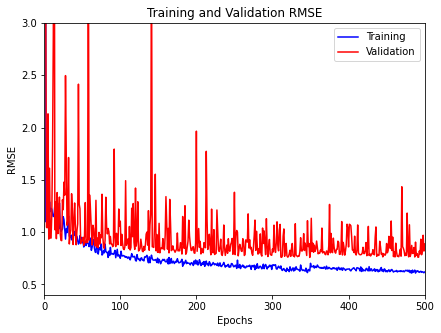 Training and Validation RMSE
Training
Validation
RMSE
3.0
2.5
2.0
1.5
1.0
0.5
0
100
200
300
400
500
Epochs